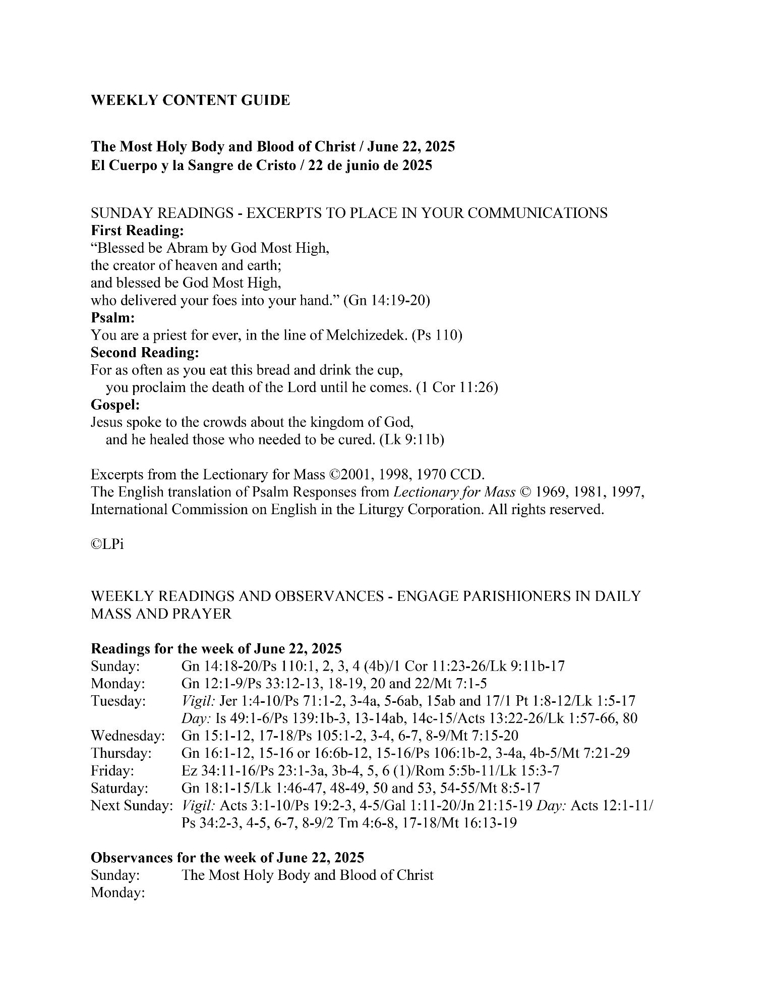 WEEKLY CONTENT GUIDE
The Most Holy Body and Blood of Christ / June 22, 2025
El Cuerpo y la Sangre de Cristo / 22 de junio de 2025
SUNDAY READINGS - EXCERPTS TO PLACE IN YOUR COMMUNICATIONS
First Reading:
“Blessed be Abram by God Most High,
the creator of heaven and earth;
and blessed be God Most High,
who delivered your foes into your hand.” (Gn 14:19-20)
Psalm:
You are a priest for ever, in the line of Melchizedek. (Ps 110)
Second Reading:
For as often as you eat this bread and drink the cup,
you proclaim the death of the Lord until he comes. (1 Cor 11:26)
Gospel:
Jesus spoke to the crowds about the kingdom of God,
and he healed those who needed to be cured. (Lk 9:11b)
Excerpts from the Lectionary for Mass ©2001, 1998, 1970 CCD.
The English translation of Psalm Responses from Lectionary for Mass © 1969, 1981, 1997,
International Commission on English in the Liturgy Corporation. All rights reserved.
©LPi
WEEKLY READINGS AND OBSERVANCES - ENGAGE PARISHIONERS IN DAILY
MASS AND PRAYER
Readings for the week of June 22, 2025
Sunday: Gn 14:18-20/Ps 110:1, 2, 3, 4 (4b)/1 Cor 11:23-26/Lk 9:11b-17
Monday: Gn 12:1-9/Ps 33:12-13, 18-19, 20 and 22/Mt 7:1-5
Tuesday: Vigil: Jer 1:4-10/Ps 71:1-2, 3-4a, 5-6ab, 15ab and 17/1 Pt 1:8-12/Lk 1:5-17
Day: Is 49:1-6/Ps 139:1b-3, 13-14ab, 14c-15/Acts 13:22-26/Lk 1:57-66, 80
Wednesday: Gn 15:1-12, 17-18/Ps 105:1-2, 3-4, 6-7, 8-9/Mt 7:15-20
Thursday: Gn 16:1-12, 15-16 or 16:6b-12, 15-16/Ps 106:1b-2, 3-4a, 4b-5/Mt 7:21-29
Friday: Ez 34:11-16/Ps 23:1-3a, 3b-4, 5, 6 (1)/Rom 5:5b-11/Lk 15:3-7
Saturday: Gn 18:1-15/Lk 1:46-47, 48-49, 50 and 53, 54-55/Mt 8:5-17
Next Sunday: Vigil: Acts 3:1-10/Ps 19:2-3, 4-5/Gal 1:11-20/Jn 21:15-19 Day: Acts 12:1-11/
Ps 34:2-3, 4-5, 6-7, 8-9/2 Tm 4:6-8, 17-18/Mt 16:13-19
Observances for the week of June 22, 2025
Sunday: The Most Holy Body and Blood of Christ
Monday: